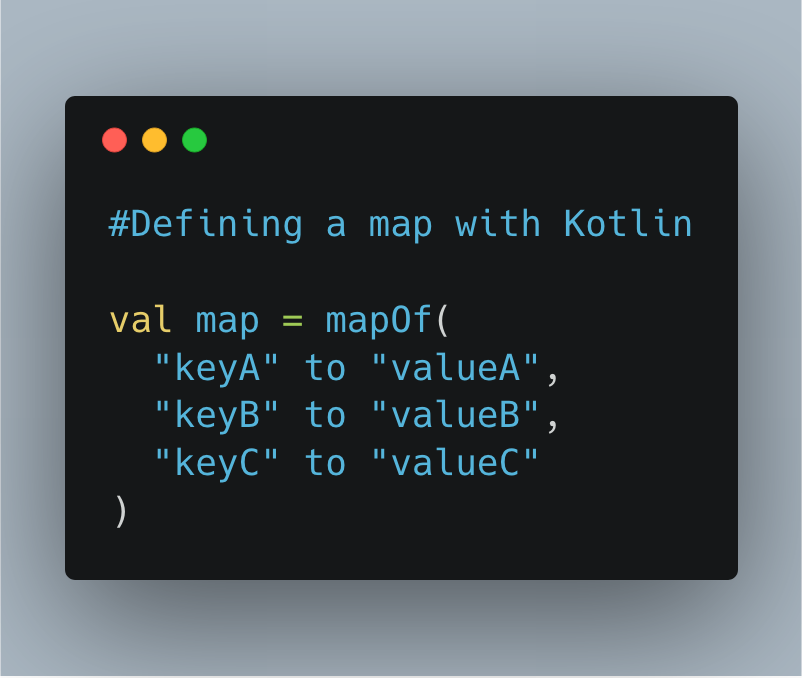 #Defining a map with Kotlin
val map = mapOf(
  "keyA" to "valueA",
  "keyB" to "valueB",
  "keyC" to "valueC"
)